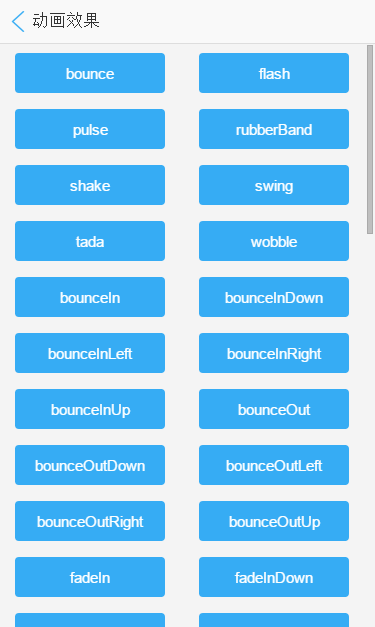 动画效果
bounce
flash
pulse
rubberBand
shake
swing
tada
wobble
bounceIn
bounceInDown
bounceInLeft
bounceInRight
bounceInUp
bounceOut
bounceOutDown
bounceOutLeft
bounceOutRight
bounceOutUp
fadeIn
fadeInDown